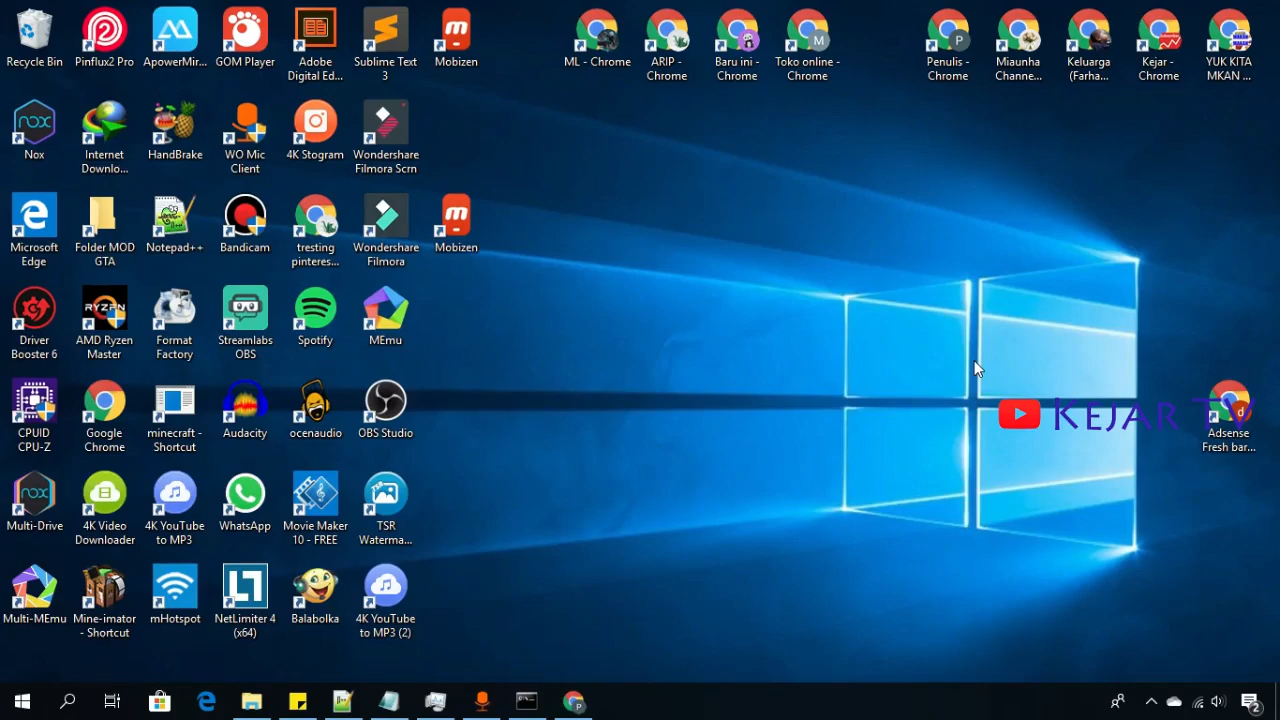 Recycle Bin
Pinflux2 Pro
ApowerMir...
GOM Player
Adobe
Digital Ed...
Sublime Text
3
Mobizen
ML - Chrome
ARIP -
Chrome
Baru ini -
Chrome
Toko online -
Chrome
M
Penulis -
Chrome
P
Miaunha
Channe...
Keluarga
(Farha...
Kejar -
Chrome
YUK KITA
MKAN ...
nox
Nox
Internet
Downlo...
HandBrake
WO Mic
Client
4K Stogram
Wondershare
Filmora Scrn
Microsoft
Edge
Folder MOD
GTA
Notepad++
Bandicam
tresting
pinteres...
Wondershare
Filmora
Mobizen
Driver
Booster 6
RYZEN
AMD Ryzen
Master
Format
Factory
Streamlabs
OBS
Spotify
MEmu
CPUID
CPU-Z
Google
Chrome
minecraft -
Shortcut
Audacity
ocenaudio
OBS Studio
KEJAR TV
d
Adsense
Fresh bar...
nox
Multi-Drive
4K Video
Downloader
4K YouTube
to MP3
WhatsApp
Movie Maker
10 - FREE
TSR
Waterma...
Multi-MEmu
Mine-imator
- Shortcut
mHotspot
NetLimiter 4
(x64)
Balabolka
4K YouTube
to MP3 (2)
P
2